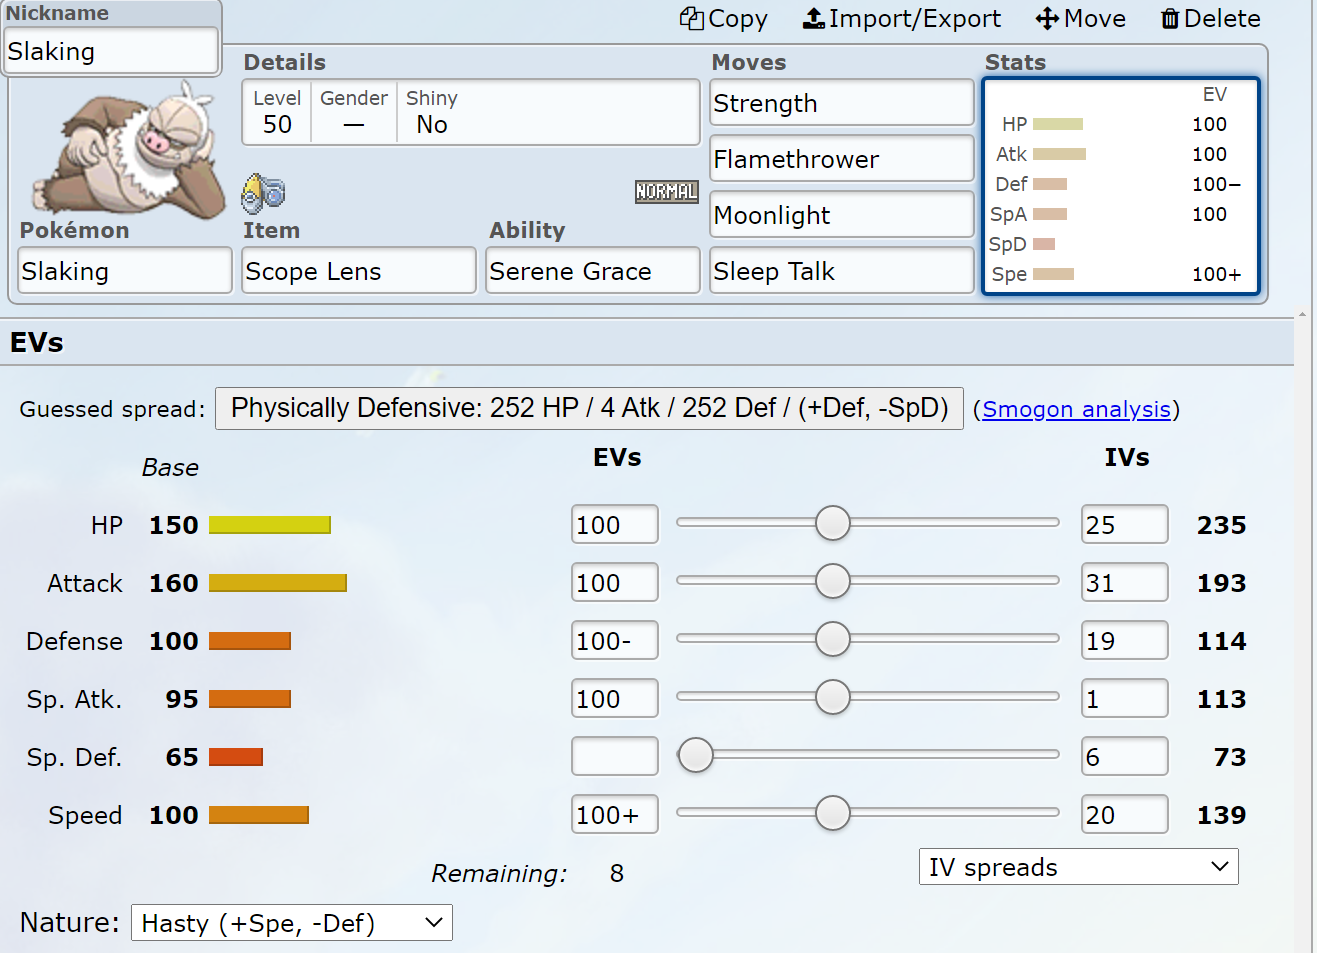 Nickname
Slaking
Copy Import/Export Move Delete
Details
Level Gender Shiny
50 — No
NORMAL
Pokémon Item Ability
Slaking Scope Lens Serene Grace
Moves
Strength
Flamethrower
Moonlight
Sleep Talk
Stats
EV
HP 100
Atk 100
Def 100−
SpA 100
SpD
Spe 100+
EVs
Guessed spread: Physically Defensive: 252 HP / 4 Atk / 252 Def / (+Def, -SpD) (Smogon analysis)
Base EVs IVs
HP 150 100 25 235
Attack 160 100 31 193
Defense 100 100- 19 114
Sp. Atk. 95 100 1 113
Sp. Def. 65 6 73
Speed 100 100+ 20 139
Remaining: 8 IV spreads
Nature: Hasty (+Spe, -Def)